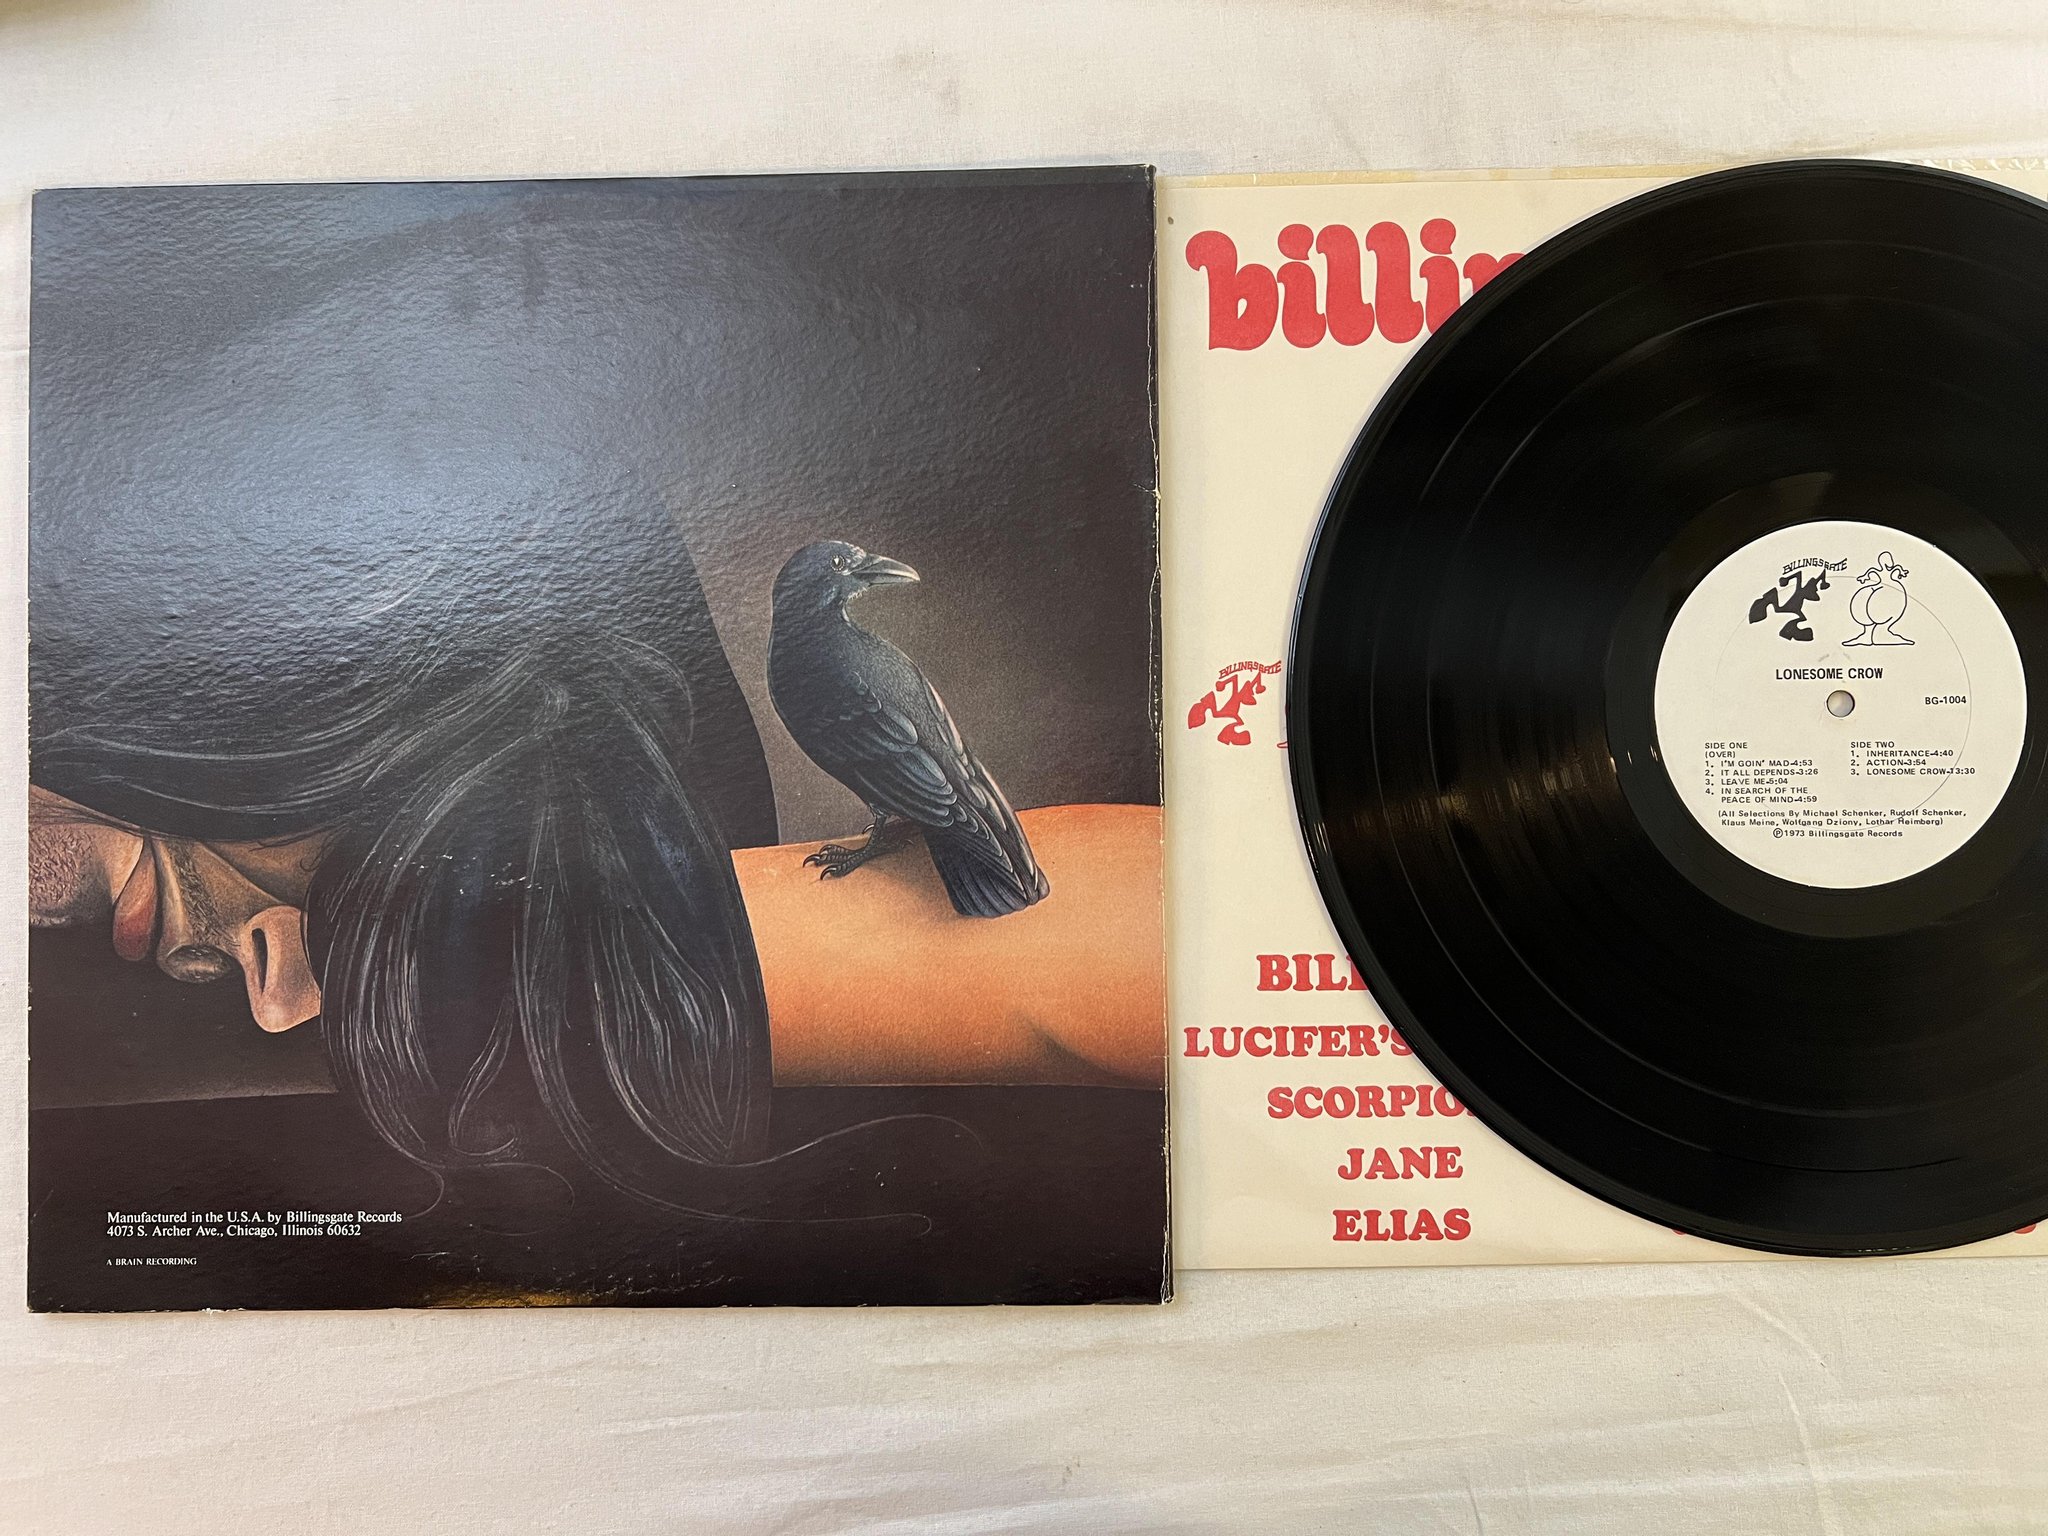 Manufactured in the U.S.A. by Billingsgate Records
4073 S. Archer Ave., Chicago, Illinois 60632
A BRAIN RECORDING
billin
BILLINGSGATE
BILL
LUCIFER'S
SCORPIO
JANE
ELIAS
BILLINGSGATE
LONESOME CROW
BG-1004
SIDE ONE
(OVER)
1. I'M GOIN' MAD-4:53
2. IT ALL DEPENDS-3:26
3. LEAVE ME-5:04
4. IN SEARCH OF THE
PEACE OF MIND-4:59
SIDE TWO
1. INHERITANCE-4:40
2. ACTION-3:54
3. LONESOME CROW-13:30
(All Selections By Michael Schenker, Rudolf Schenker,
Klaus Meine, Wolfgang Dziony, Lothar Heimberg)
Ⓟ1973 Billingsgate Records